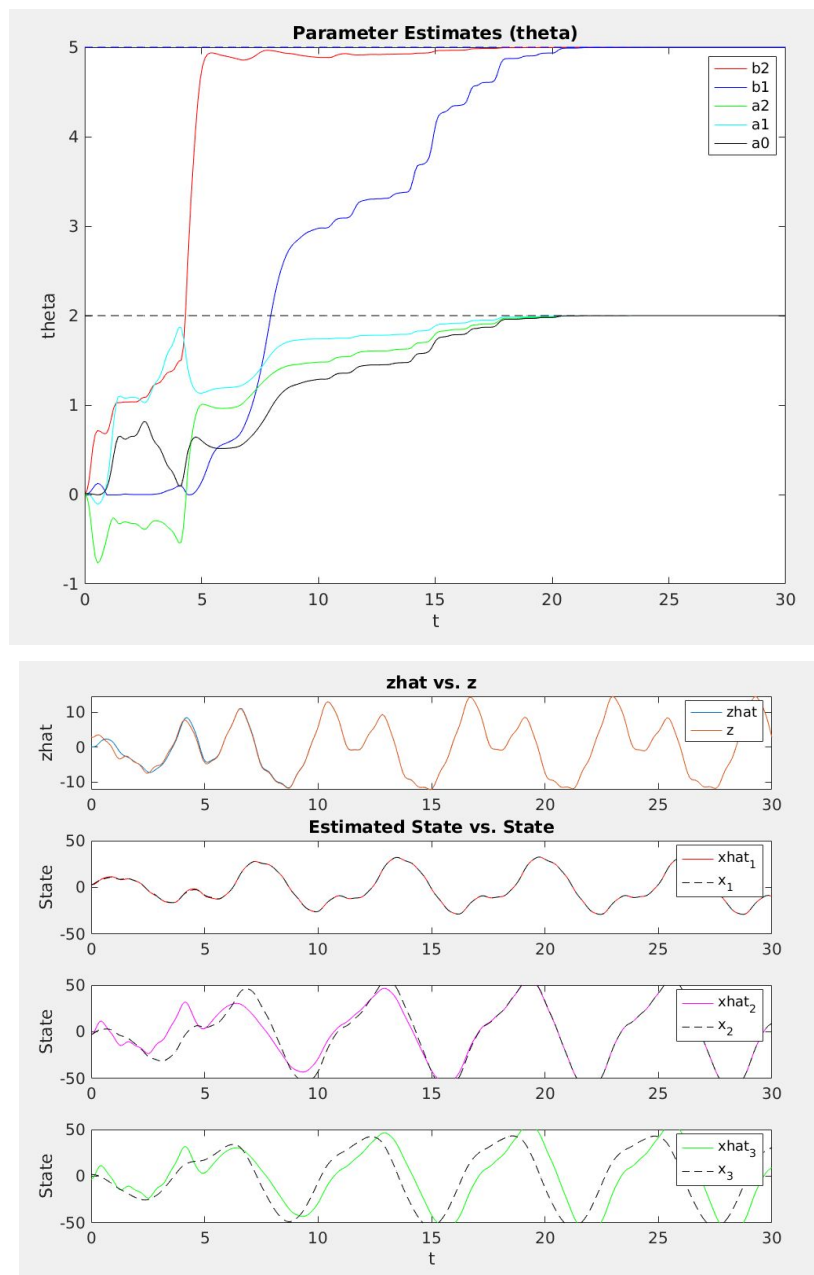 Parameter Estimates (theta)
5
4
3
2
1
0
-1
theta
b2
b1
a2
a1
a0
0 5 10 15 20 25 30
t
zhat vs. z
10
0
-10
zhat
zhat
z
0 5 10 15 20 25 30
Estimated State vs. State
50
0
-50
State
xhat1
x1
0 5 10 15 20 25 30
50
0
-50
State
xhat2
x2
0 5 10 15 20 25 30
50
0
-50
State
xhat3
x3
0 5 10 15 20 25 30
t